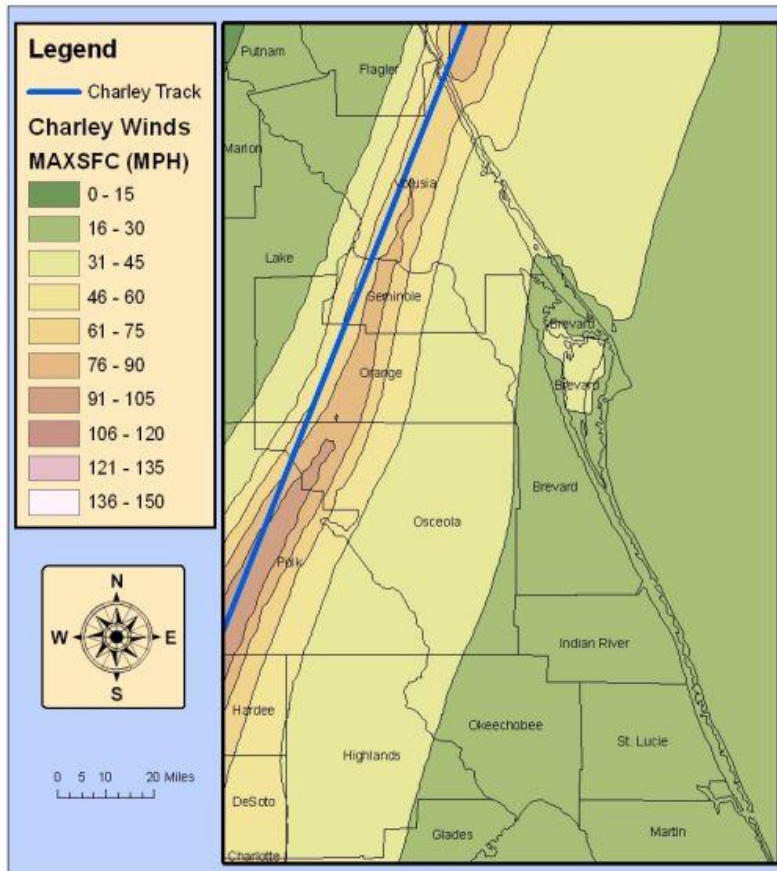 Legend
Charley Track
Charley Winds
MAXSFC (MPH)
0 - 15
16 - 30
31 - 45
46 - 60
61 - 75
76 - 90
91 - 105
106 - 120
121 - 135
136 - 150
N
W E
S
0 5 10 20 Miles
Putnam
Flagler
Marion
Volusia
Lake
Seminole
Brevard
Orange
Brevard
Brevard
Osceola
Polk
Indian River
Hardee
Okeechobee
St. Lucie
Highlands
DeSoto
Glades
Martin
Charlotte